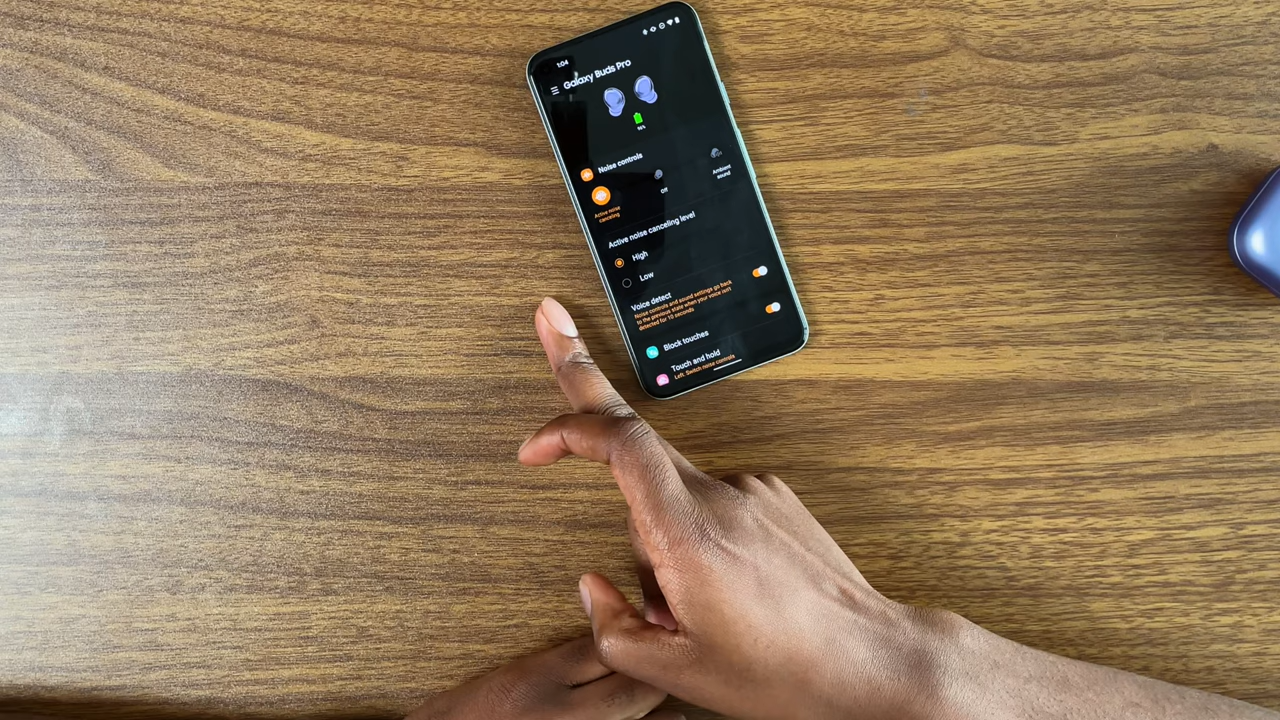 1:04
Galaxy Buds Pro
Noise controls
Active noise
canceling
Off
Ambient
sound
Active noise canceling level
High
Low
Voice detect
Noise controls and sound settings go back
to the previous state when your voice isn't
detected for 10 seconds
Block touches
Touch and hold
Left: Switch noise controls